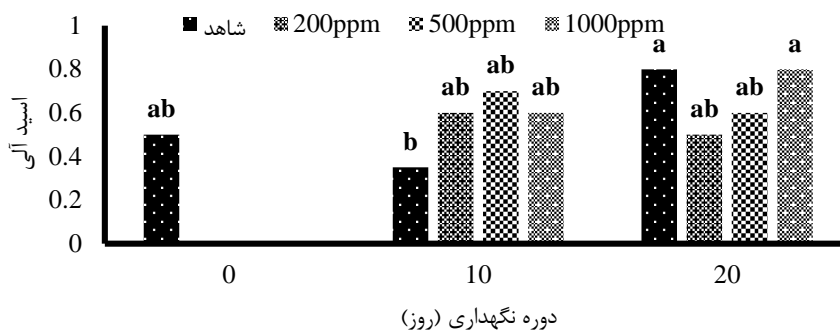 شاهد 200ppm 500ppm 1000ppm
اسید آلی
1
0.8
0.6
0.4
0.2
0
ab
b
ab
ab
ab
a
ab
ab
a
0 10 20
دوره نگهداری (روز)